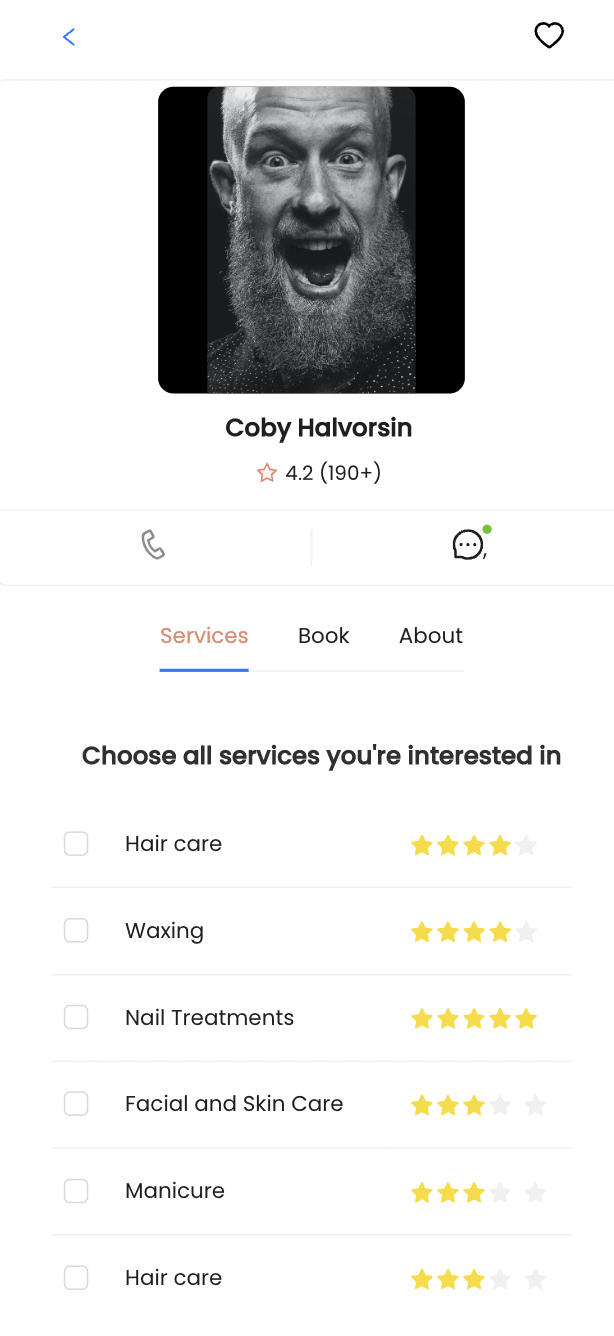 Coby Halvorsin
4.2 (190+)
Services Book About
Choose all services you're interested in
Hair care
Waxing
Nail Treatments
Facial and Skin Care
Manicure
Hair care